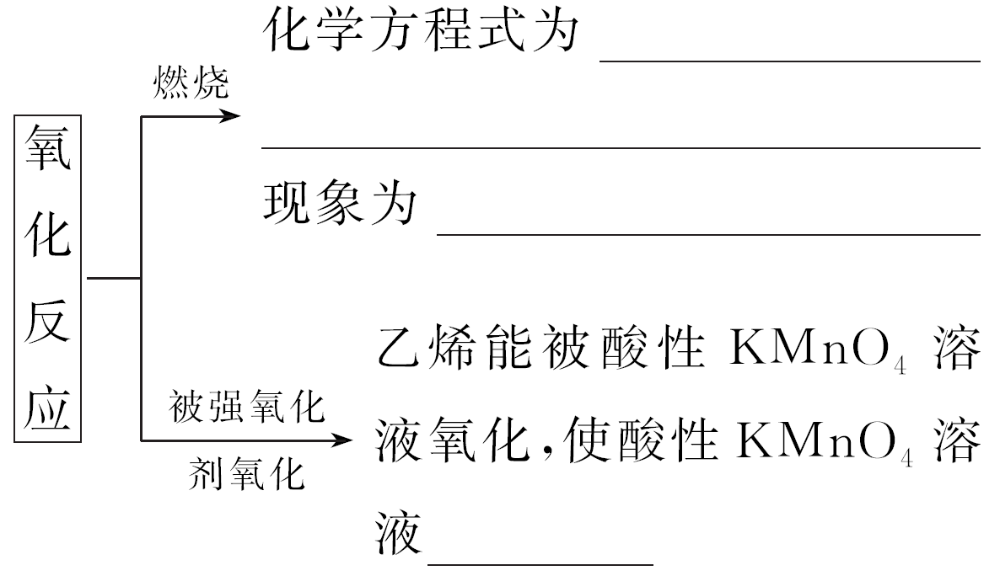 化学方程式为
燃烧
氧化反应
现象为
乙烯能被酸性 KMnO₄ 溶
被强氧化
液氧化,使酸性 KMnO₄ 溶
剂氧化
液